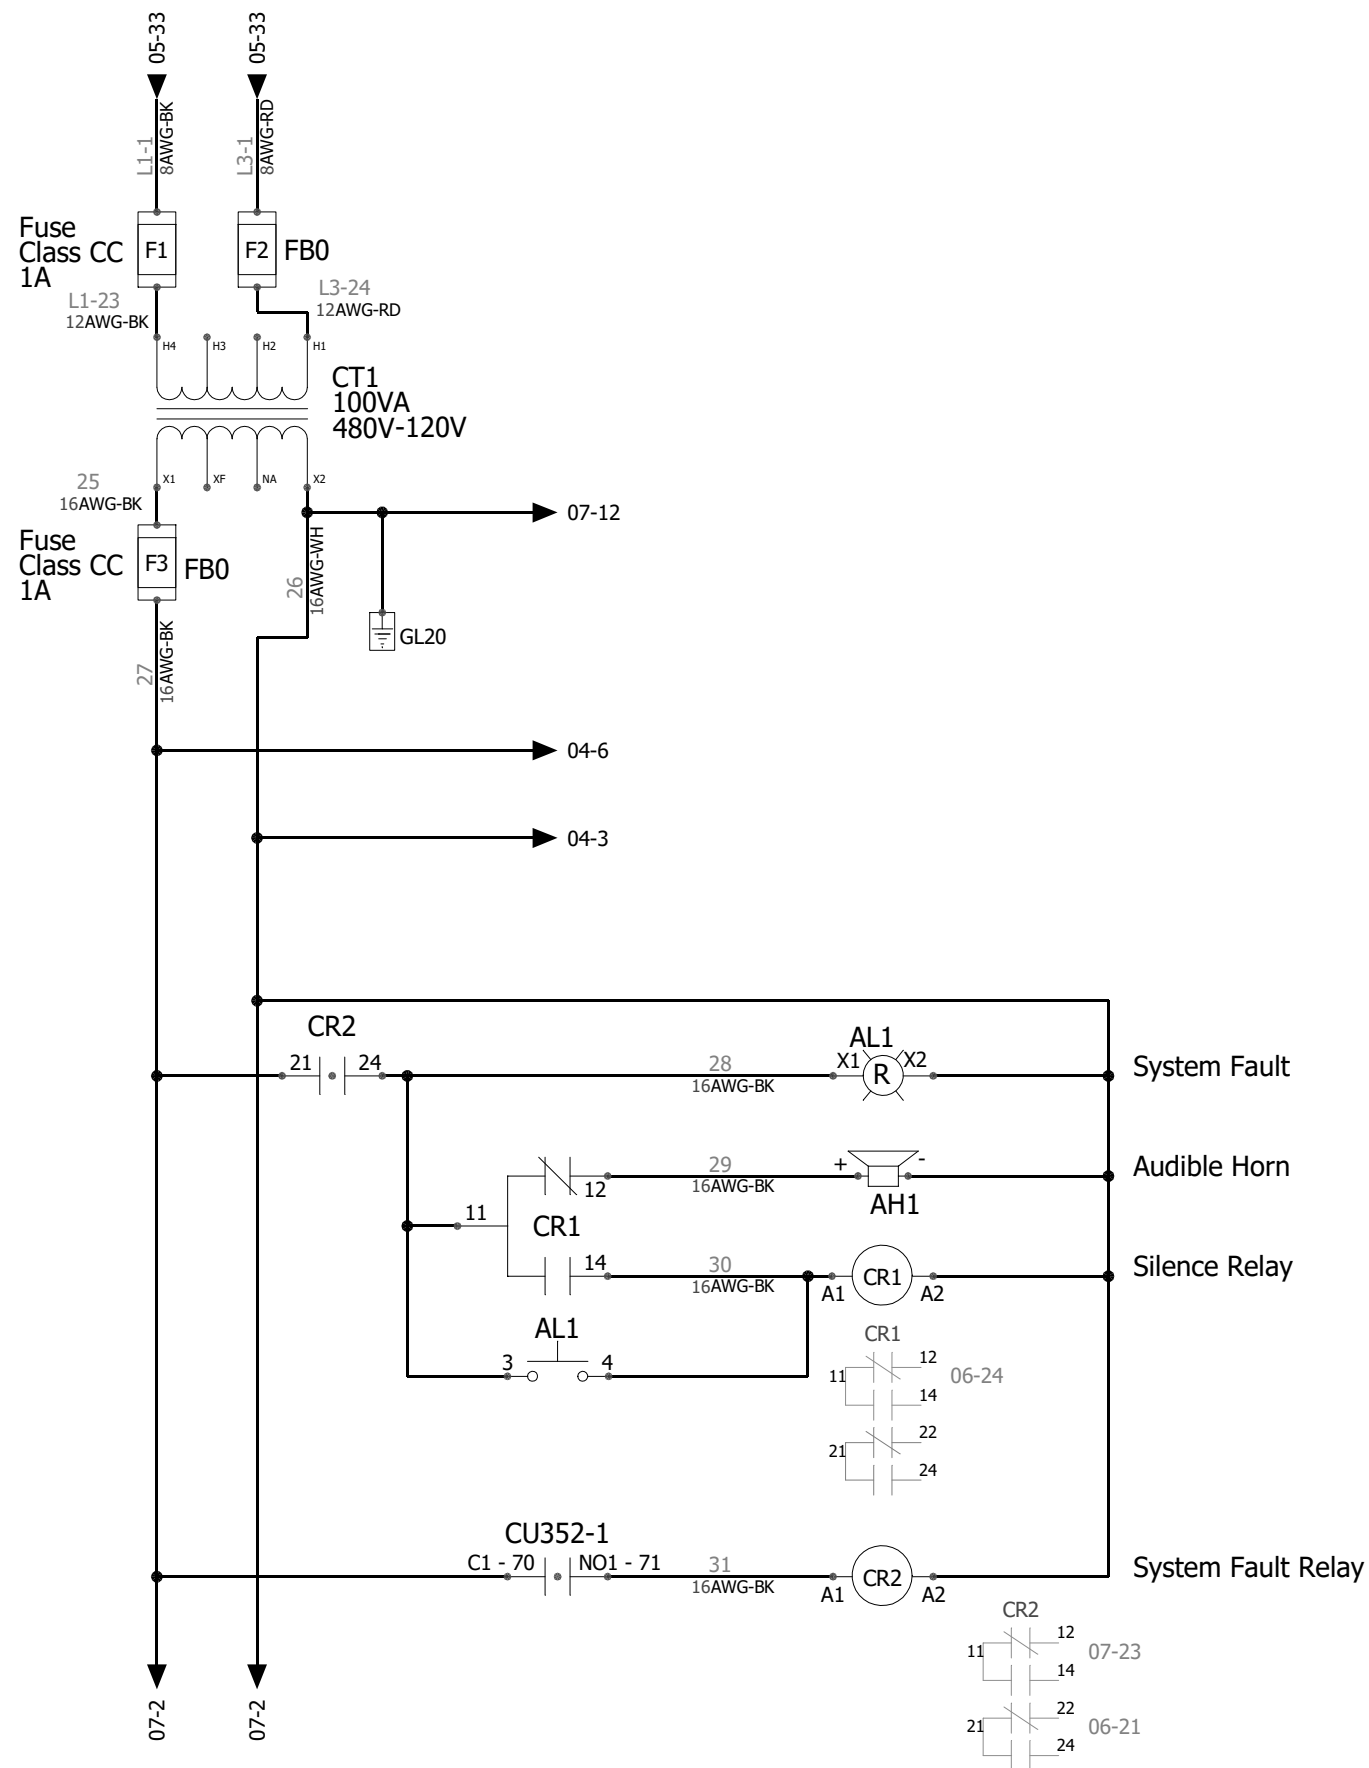 05-33
05-33
L1-1
8AWG-BK
L3-1
8AWG-RD
Fuse
Class CC
1A
F1
F2
FB0
L1-23
12AWG-BK
L3-24
12AWG-RD
H4
H3
H2
H1
CT1
100VA
480V-120V
X1
XF
NA
X2
25
16AWG-BK
07-12
Fuse
Class CC
1A
F3
FB0
26
16AWG-WH
GL20
27
16AWG-BK
04-6
04-3
CR2
21
24
28
16AWG-BK
AL1
X1
R
X2
System Fault
12
29
16AWG-BK
+
-
AH1
Audible Horn
11
CR1
14
30
16AWG-BK
A1
CR1
A2
Silence Relay
AL1
3
4
CR1
11
12
14
06-24
21
22
24
CU352-1
C1 - 70
NO1 - 71
31
16AWG-BK
A1
CR2
A2
System Fault Relay
CR2
11
12
14
07-23
21
22
24
06-21
07-2
07-2